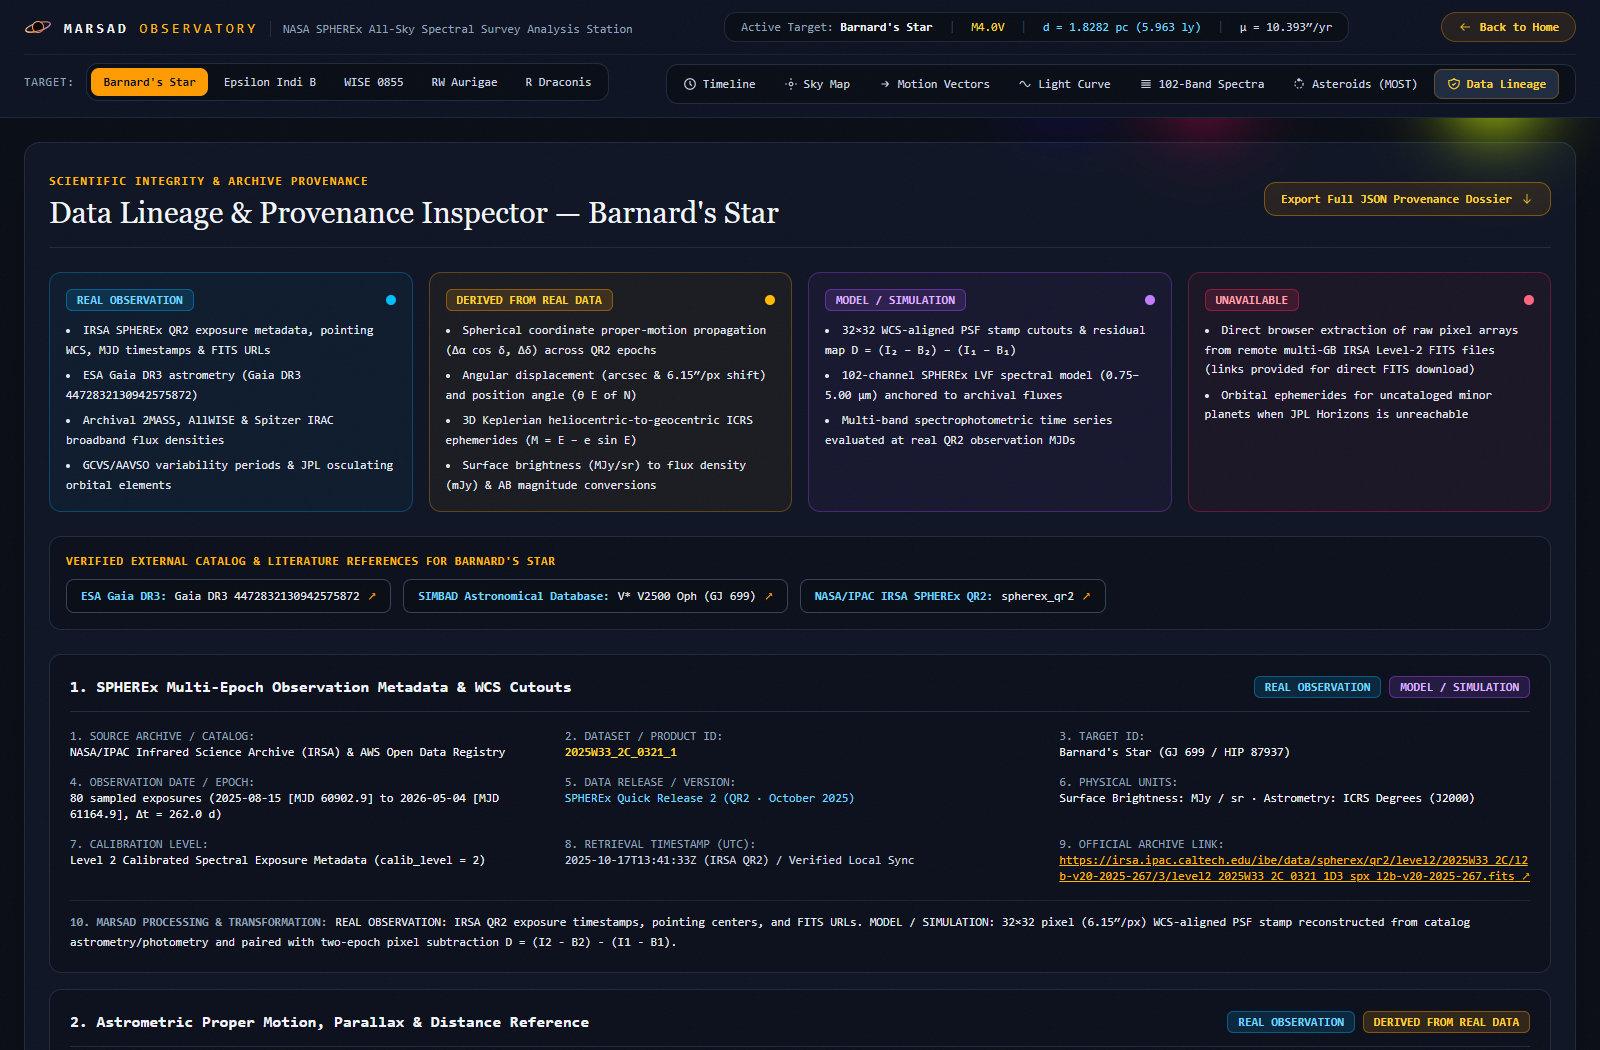 MARSAD OBSERVATORY
NASA SPHEREx All-Sky Spectral Survey Analysis Station
Active Target: Barnard's Star | M4.0V | d = 1.8282 pc (5.963 ly) | μ = 10.393″/yr
← Back to Home
TARGET:
Barnard's Star
Epsilon Indi B
WISE 0855
RW Aurigae
R Draconis
Timeline
Sky Map
Motion Vectors
Light Curve
102-Band Spectra
Asteroids (MOST)
Data Lineage
SCIENTIFIC INTEGRITY & ARCHIVE PROVENANCE
Data Lineage & Provenance Inspector — Barnard's Star
Export Full JSON Provenance Dossier ↓
REAL OBSERVATION
• IRSA SPHEREx QR2 exposure metadata, pointing
WCS, MJD timestamps & FITS URLs
• ESA Gaia DR3 astrometry (Gaia DR3
4472832130942575872)
• Archival 2MASS, AllWISE & Spitzer IRAC
broadband flux densities
• GCVS/AAVSO variability periods & JPL osculating
orbital elements
DERIVED FROM REAL DATA
• Spherical coordinate proper-motion propagation
(Δα cos δ, Δδ) across QR2 epochs
• Angular displacement (arcsec & 6.15″/px shift)
and position angle (θ E of N)
• 3D Keplerian heliocentric-to-geocentric ICRS
ephemerides (M = E − e sin E)
• Surface brightness (MJy/sr) to flux density
(mJy) & AB magnitude conversions
MODEL / SIMULATION
• 32×32 WCS-aligned PSF stamp cutouts & residual
map D = (I₂ − B₂) − (I₁ − B₁)
• 102-channel SPHEREx LVF spectral model (0.75–
5.00 μm) anchored to archival fluxes
• Multi-band spectrophotometric time series
evaluated at real QR2 observation MJDs
UNAVAILABLE
• Direct browser extraction of raw pixel arrays
from remote multi-GB IRSA Level-2 FITS files
(links provided for direct FITS download)
• Orbital ephemerides for uncataloged minor
planets when JPL Horizons is unreachable
VERIFIED EXTERNAL CATALOG & LITERATURE REFERENCES FOR BARNARD'S STAR
ESA Gaia DR3: Gaia DR3 4472832130942575872 ↗
SIMBAD Astronomical Database: V* V2500 Oph (GJ 699) ↗
NASA/IPAC IRSA SPHEREx QR2: spherex_qr2 ↗
1. SPHEREx Multi-Epoch Observation Metadata & WCS Cutouts
REAL OBSERVATION
MODEL / SIMULATION
1. SOURCE ARCHIVE / CATALOG:
NASA/IPAC Infrared Science Archive (IRSA) & AWS Open Data Registry
2. DATASET / PRODUCT ID:
2025W33_2C_0321_1
3. TARGET ID:
Barnard's Star (GJ 699 / HIP 87937)
4. OBSERVATION DATE / EPOCH:
80 sampled exposures (2025-08-15 [MJD 60902.9] to 2026-05-04 [MJD
61164.9], Δt = 262.0 d)
5. DATA RELEASE / VERSION:
SPHEREx Quick Release 2 (QR2 · October 2025)
6. PHYSICAL UNITS:
Surface Brightness: MJy / sr · Astrometry: ICRS Degrees (J2000)
7. CALIBRATION LEVEL:
Level 2 Calibrated Spectral Exposure Metadata (calib_level = 2)
8. RETRIEVAL TIMESTAMP (UTC):
2025-10-17T13:41:33Z (IRSA QR2) / Verified Local Sync
9. OFFICIAL ARCHIVE LINK:
https://irsa.ipac.caltech.edu/ibe/data/spherex/qr2/level2/2025W33_2C/l2
b-v20-2025-267/3/level2_2025W33_2C_0321_1D3_spx_l2b-v20-2025-267.fits ↗
10. MARSAD PROCESSING & TRANSFORMATION: REAL OBSERVATION: IRSA QR2 exposure timestamps, pointing centers, and FITS URLs. MODEL / SIMULATION: 32×32 pixel (6.15″/px) WCS-aligned PSF stamp reconstructed from catalog
astrometry/photometry and paired with two-epoch pixel subtraction D = (I2 - B2) - (I1 - B1).
2. Astrometric Proper Motion, Parallax & Distance Reference
REAL OBSERVATION
DERIVED FROM REAL DATA